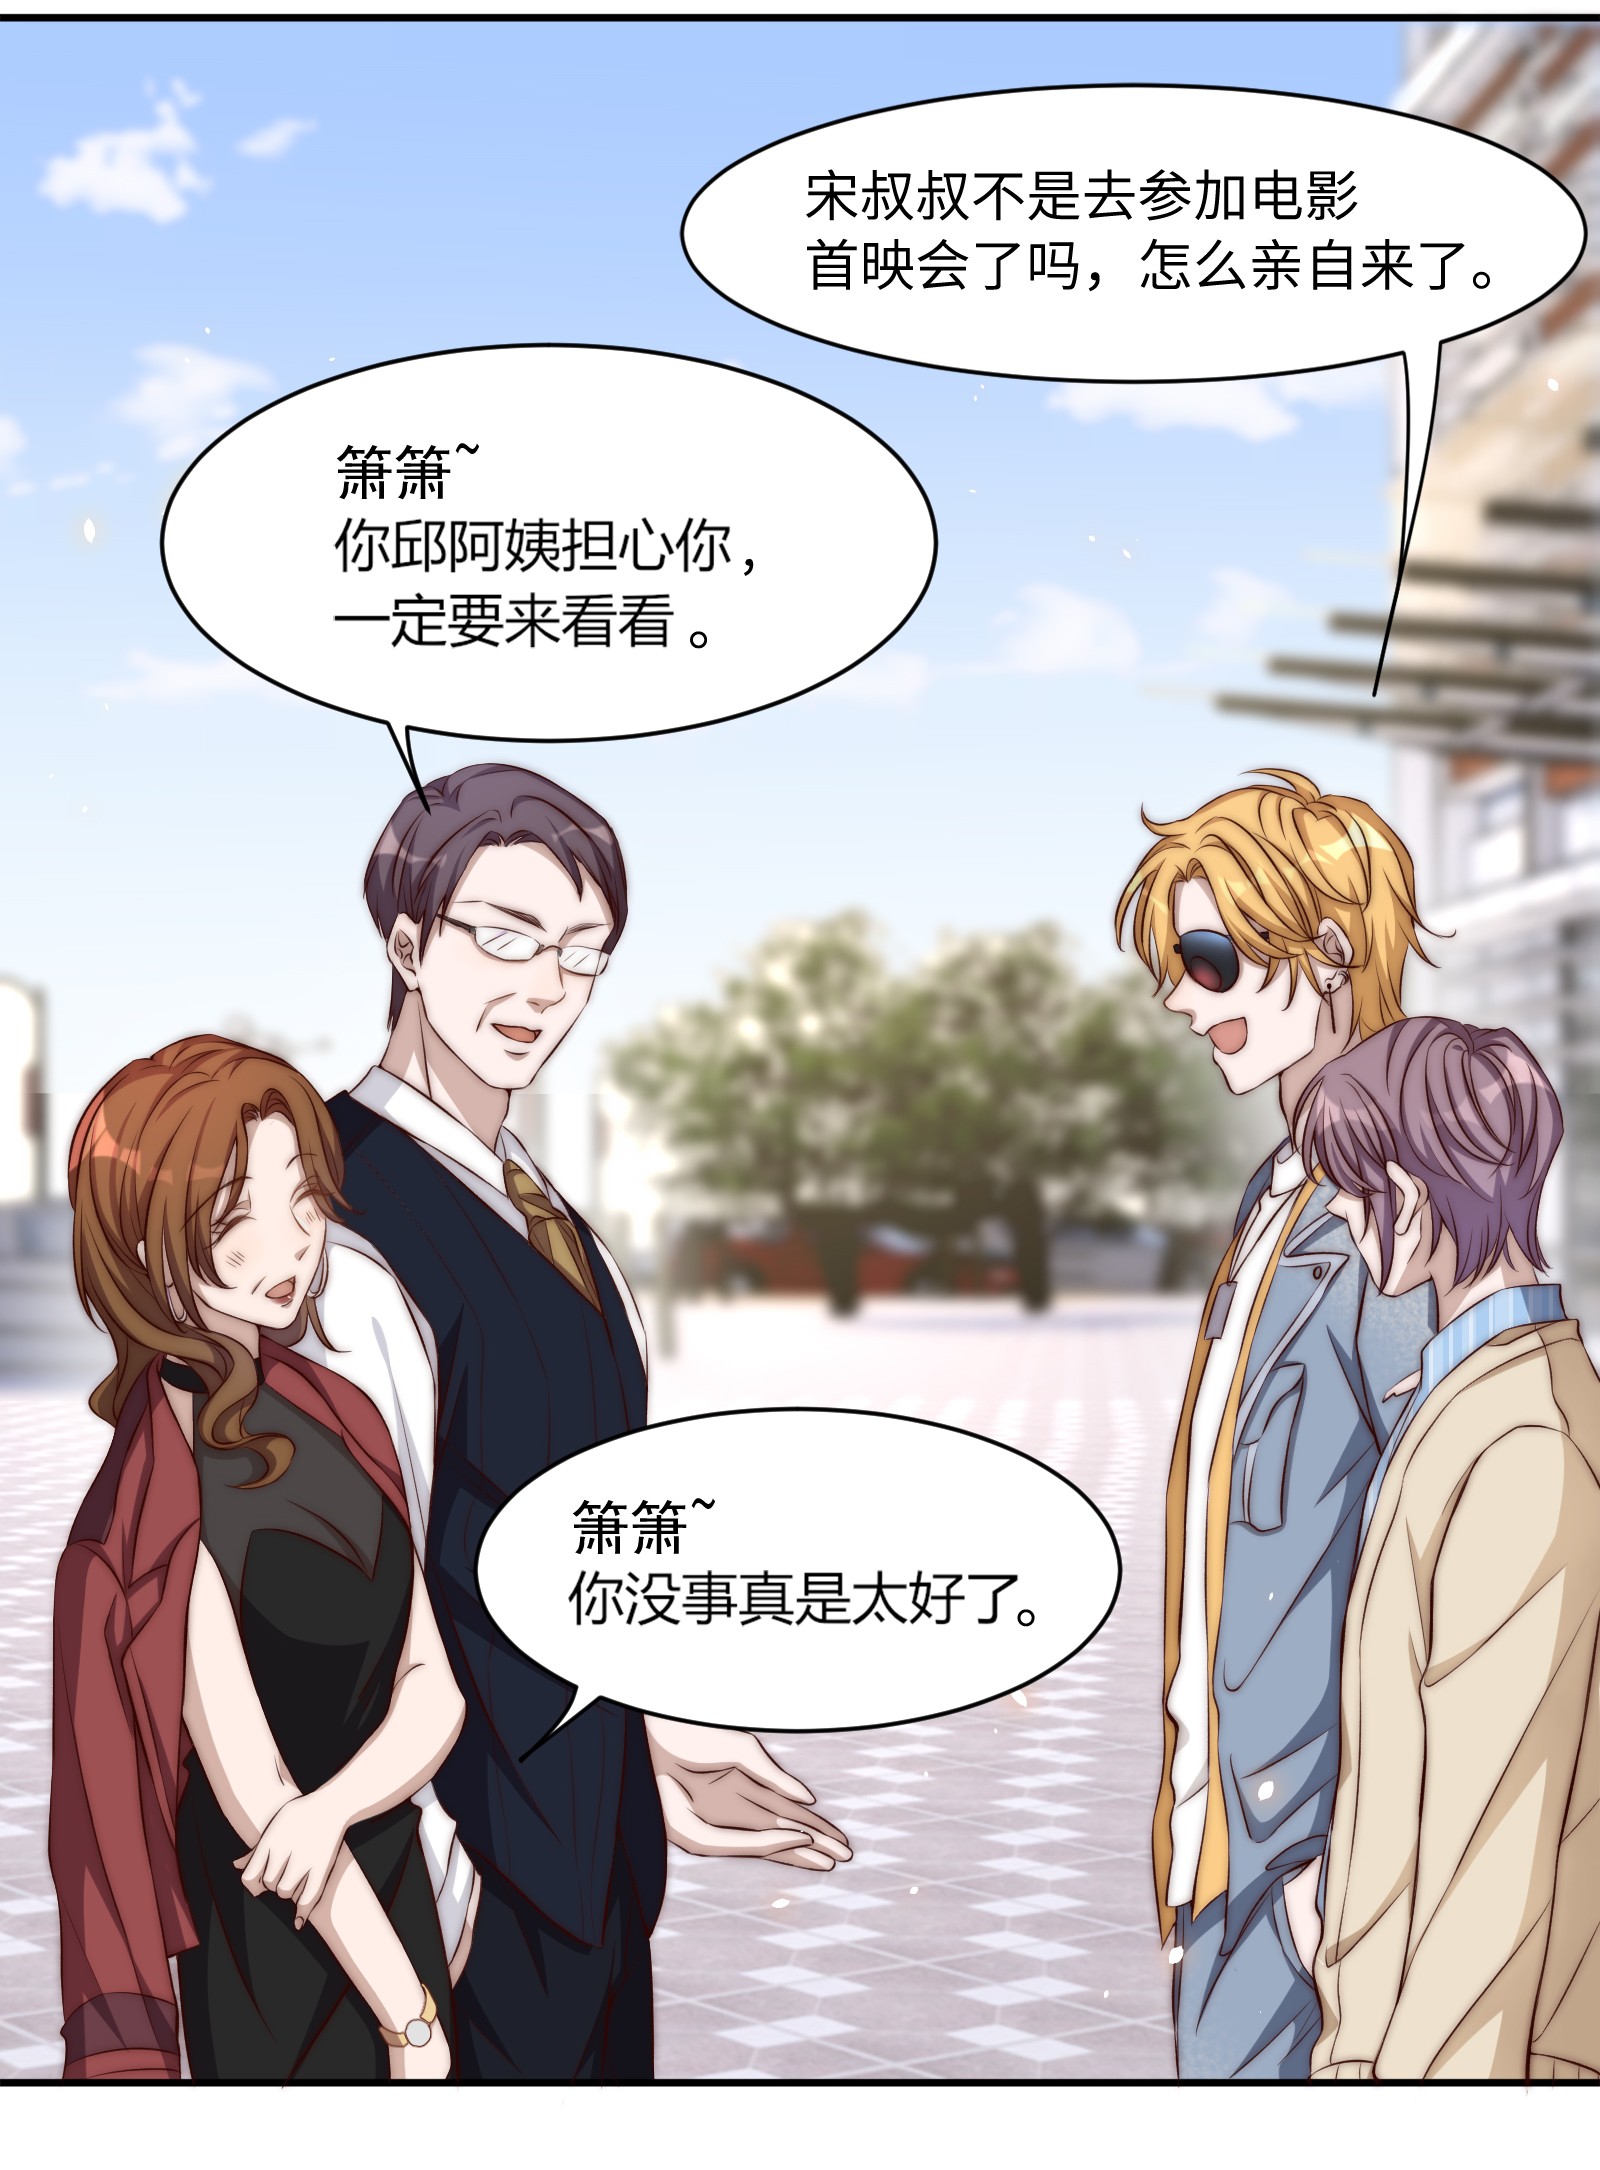 宋叔叔不是去参加电影
首映会了吗，怎么亲自来了。
箫箫~
你邱阿姨担心你，
一定要来看看。
箫箫~
你没事真是太好了。